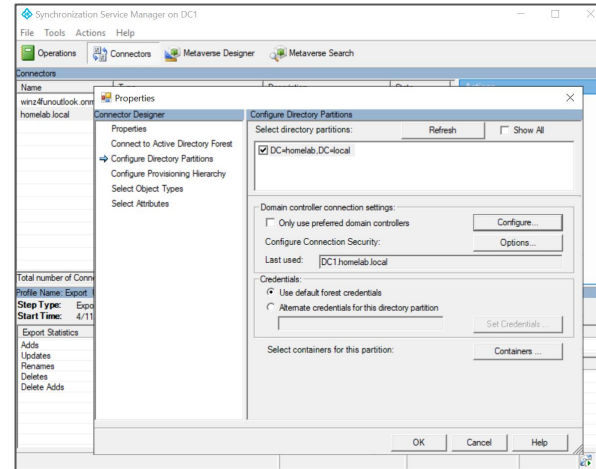 Synchronization Service Manager on DC1
File Tools Actions Help
Operations Connectors Metaverse Designer Metaverse Search
Connectors
Name
winz4funoutlook.onm
homelab.local
Properties
Connector Designer
Properties
Connect to Active Directory Forest
Configure Directory Partitions
Configure Provisioning Hierarchy
Select Object Types
Select Attributes
Configure Directory Partitions
Select directory partitions: Refresh Show All
DC=homelab,DC=local
Domain controller connection settings:
Only use preferred domain controllers Configure...
Configure Connection Security: Options...
Last used: DC1.homelab.local
Credentials:
Use default forest credentials
Alternate credentials for this directory partition
Set Credentials ...
Select containers for this partition: Containers ...
OK Cancel Help
Total number of Conne
Profile Name: Export
Step Type: Expo
Start Time: 4/11
Export Statistics
Adds
Updates
Renames
Deletes
Delete Adds